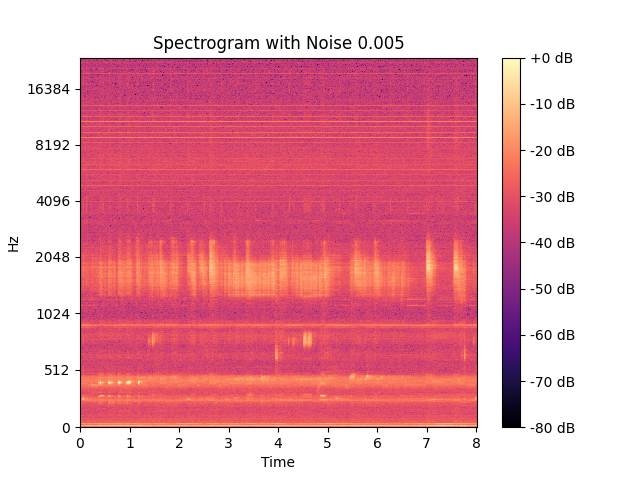 Spectrogram with Noise 0.005
16384
8192
4096
2048
1024
512
0
Hz
0 1 2 3 4 5 6 7 8
Time
+0 dB
-10 dB
-20 dB
-30 dB
-40 dB
-50 dB
-60 dB
-70 dB
-80 dB